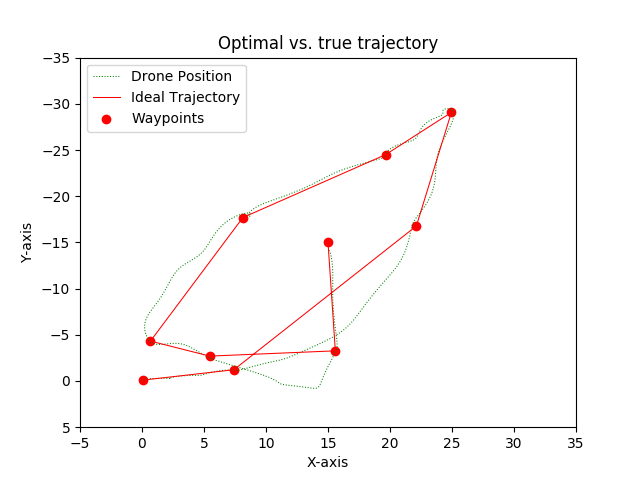 Optimal vs. true trajectory
Drone Position
Ideal Trajectory
Waypoints
−35
−30
−25
−20
−15
−10
−5
0
5
Y-axis
−5 0 5 10 15 20 25 30 35
X-axis